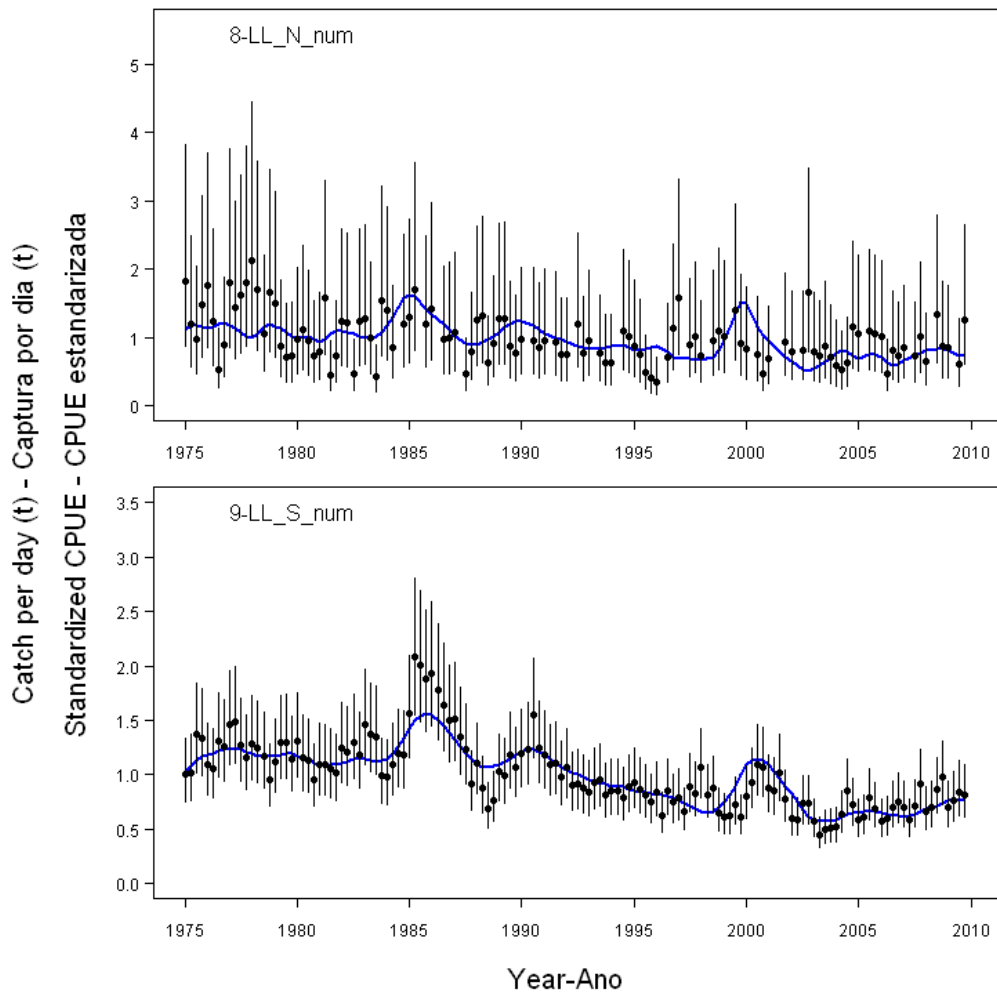 Catch per day (t) - Captura por dia (t)
Standardized CPUE - CPUE estandarizada
8-LL_N_num
5
4
3
2
1
0
1975 1980 1985 1990 1995 2000 2005 2010
9-LL_S_num
3.5
3.0
2.5
2.0
1.5
1.0
0.5
0.0
1975 1980 1985 1990 1995 2000 2005 2010
Year-Ano